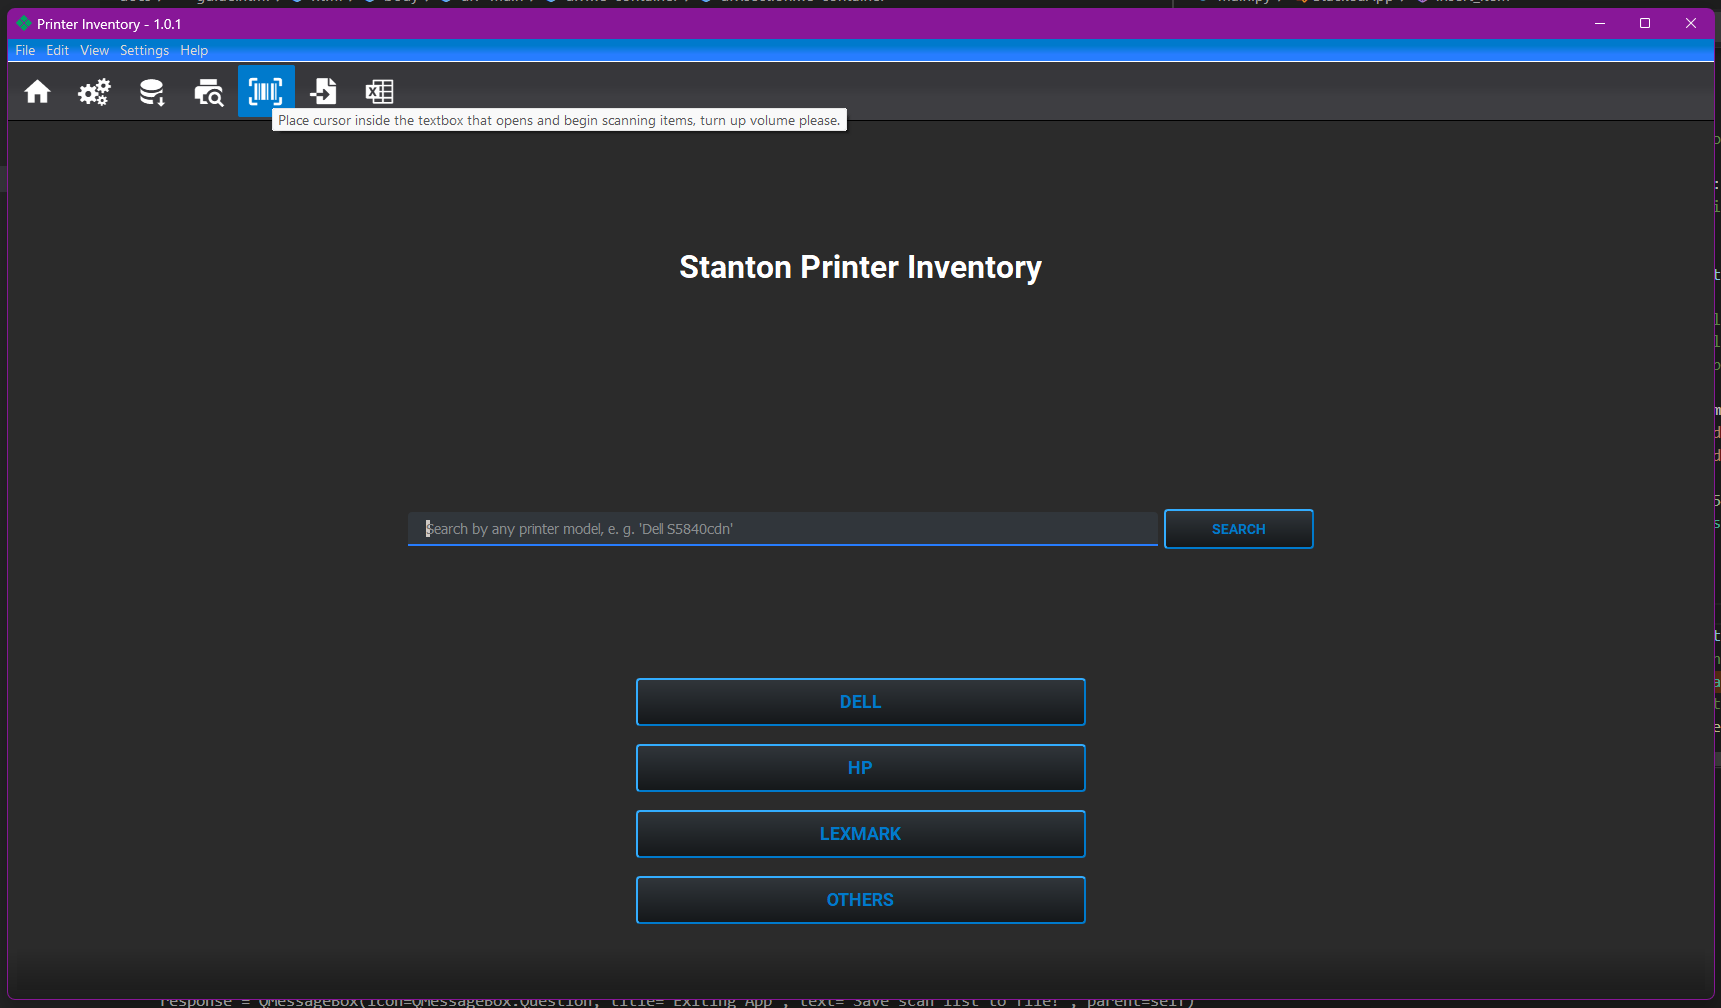 Printer Inventory - 1.0.1
File Edit View Settings Help
Place cursor inside the textbox that opens and begin scanning items, turn up volume please.
Stanton Printer Inventory
Search by any printer model, e. g. 'Dell S5840cdn'
SEARCH
DELL
HP
LEXMARK
OTHERS
response = QMessageBox(icon=QMessageBox.Question, title="Exiting App", text="Save scan list to file?", parent=self)